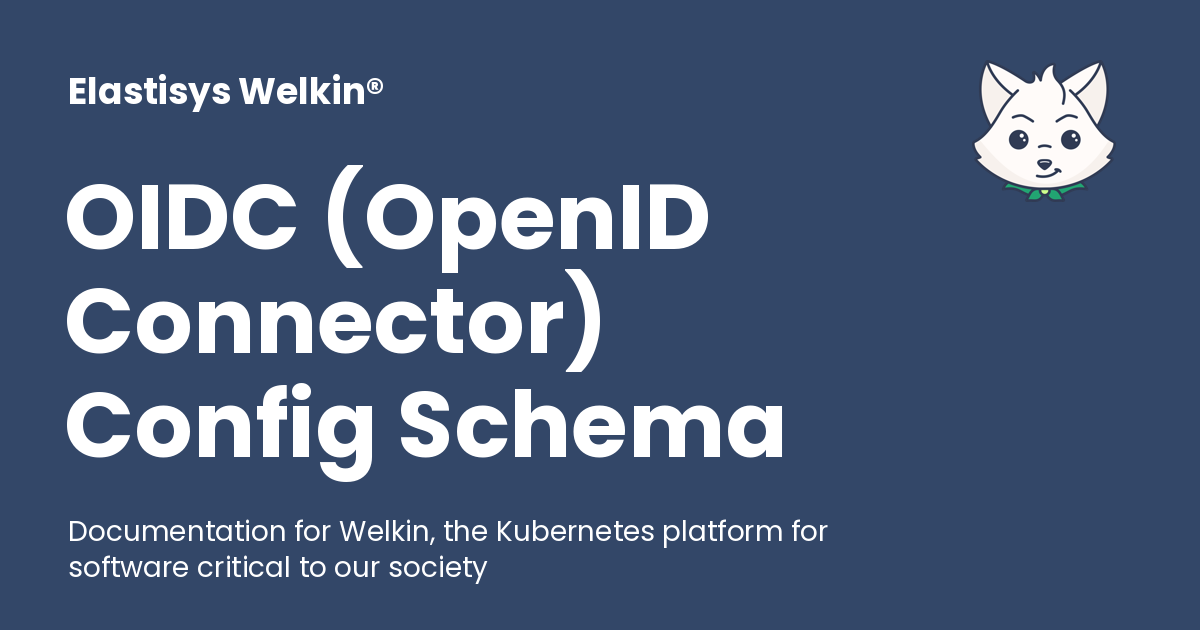 Elastisys Welkin®
OIDC (OpenID
Connector)
Config Schema
Documentation for Welkin, the Kubernetes platform for
software critical to our society